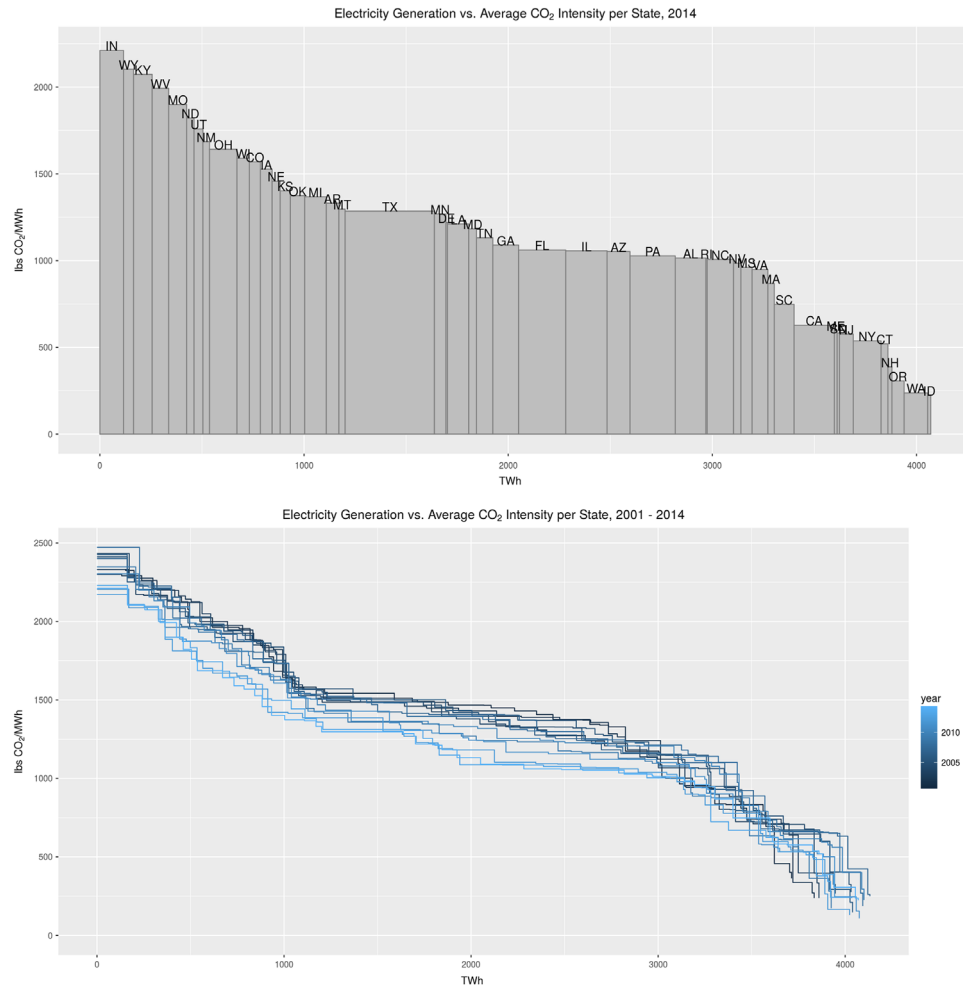 Electricity Generation vs. Average CO₂ Intensity per State, 2014
lbs CO₂/MWh
2000
1500
1000
500
0
IN
WY
KY
WV
MO
ND
UT
NM
OH
WI
CO
IA
NE
KS
OK
MI
AR
MT
TX
MN
DE
LA
MD
TN
GA
FL
IL
AZ
PA
AL
RI
NC
NV
MS
VA
MA
SC
CA
ME
NJ
NY
CT
NH
OR
WA
ID
0 1000 2000 3000 4000
TWh
Electricity Generation vs. Average CO₂ Intensity per State, 2001 - 2014
lbs CO₂/MWh
2500
2000
1500
1000
500
0
0 1000 2000 3000 4000
TWh
year
2010
2005